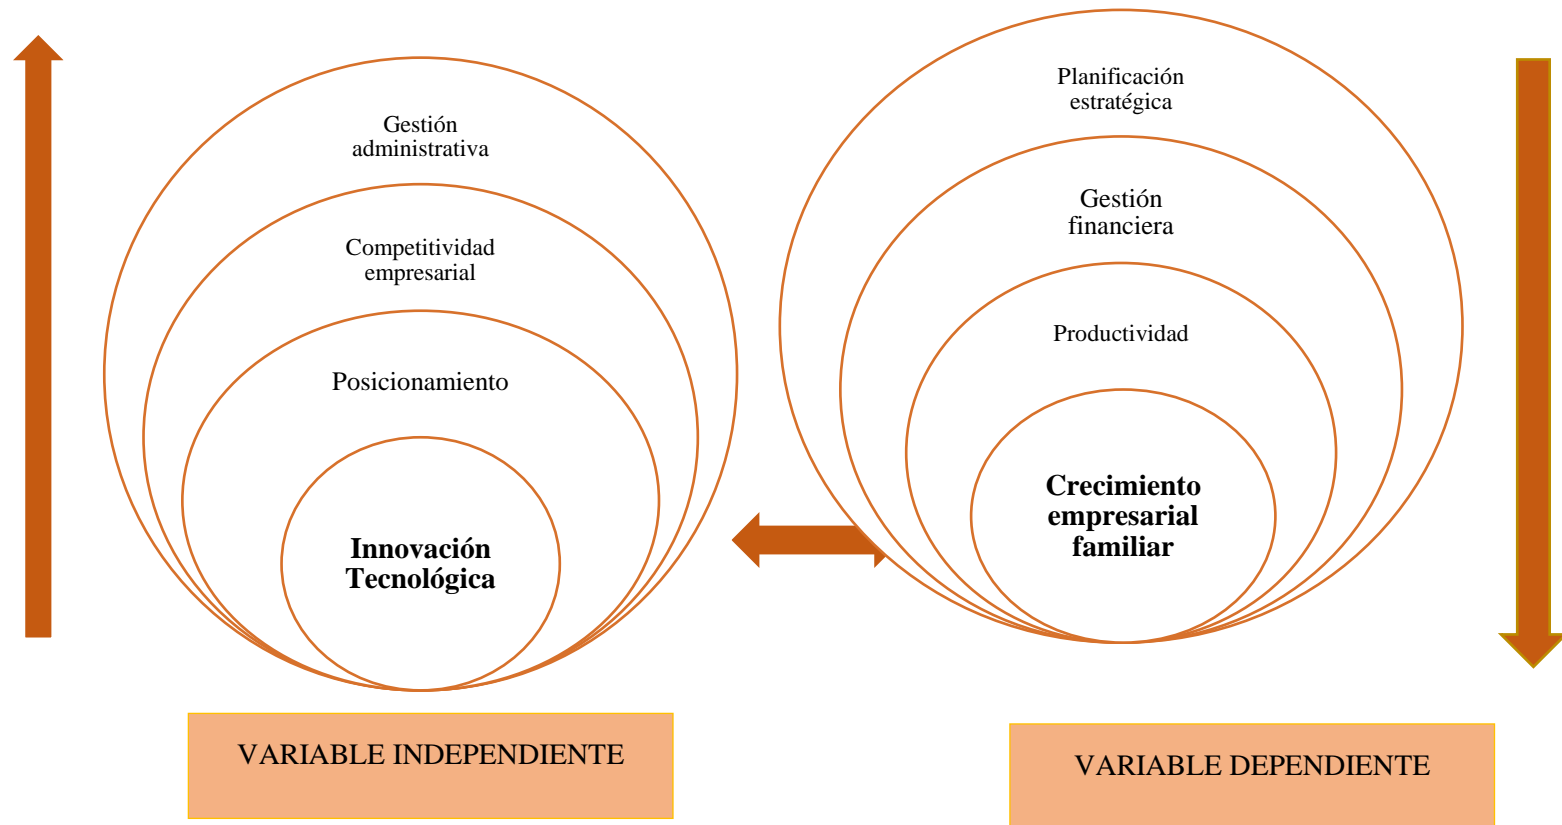 Gestión
administrativa
Competitividad
empresarial
Posicionamiento
Innovación
Tecnológica
VARIABLE INDEPENDIENTE
Planificación
estratégica
Gestión
financiera
Productividad
Crecimiento
empresarial
familiar
VARIABLE DEPENDIENTE